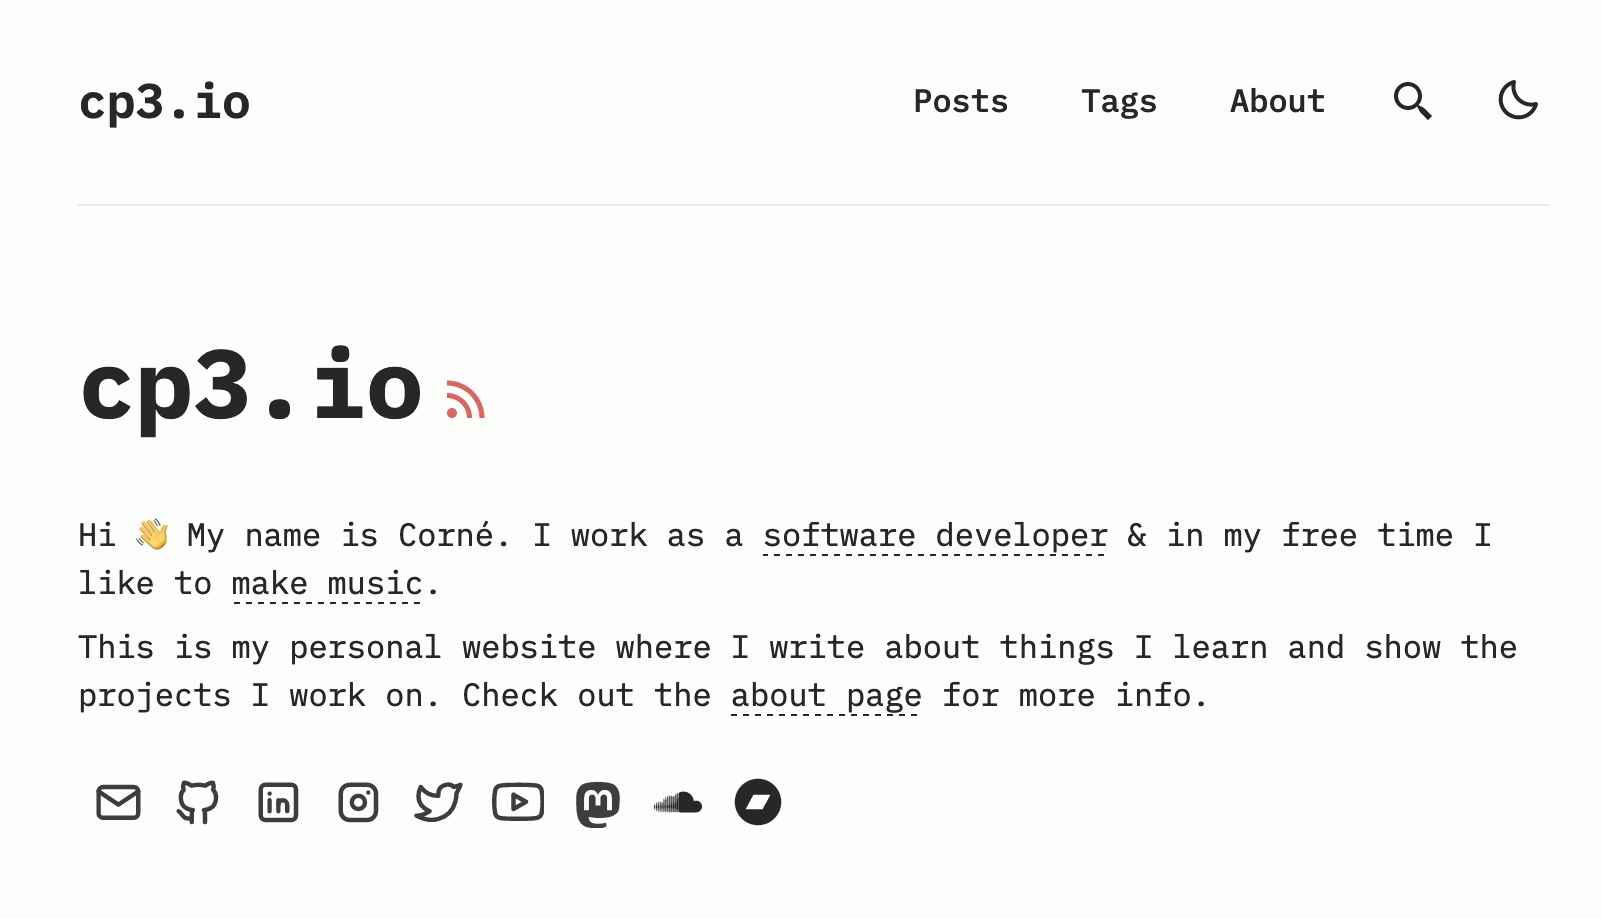 cp3.io
Posts Tags About
cp3.io
Hi 👋 My name is Corné. I work as a software developer & in my free time I
like to make music.
This is my personal website where I write about things I learn and show the
projects I work on. Check out the about page for more info.